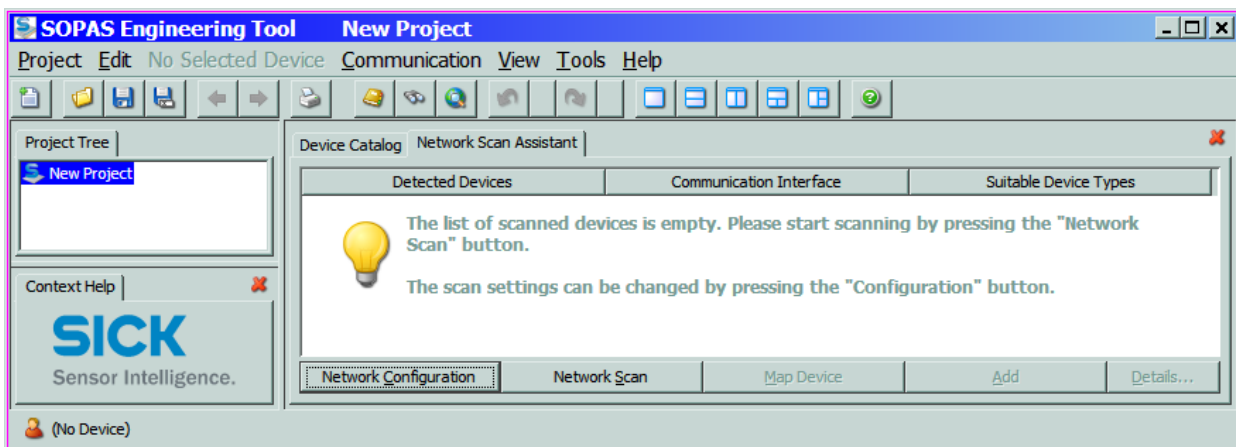 SOPAS Engineering Tool New Project
Project Edit No Selected Device Communication View Tools Help
Project Tree
New Project
Context Help
SICK
Sensor Intelligence.
Device Catalog Network Scan Assistant
Detected Devices Communication Interface Suitable Device Types
The list of scanned devices is empty. Please start scanning by pressing the "Network
Scan" button.
The scan settings can be changed by pressing the "Configuration" button.
Network Configuration Network Scan Map Device Add Details...
(No Device)